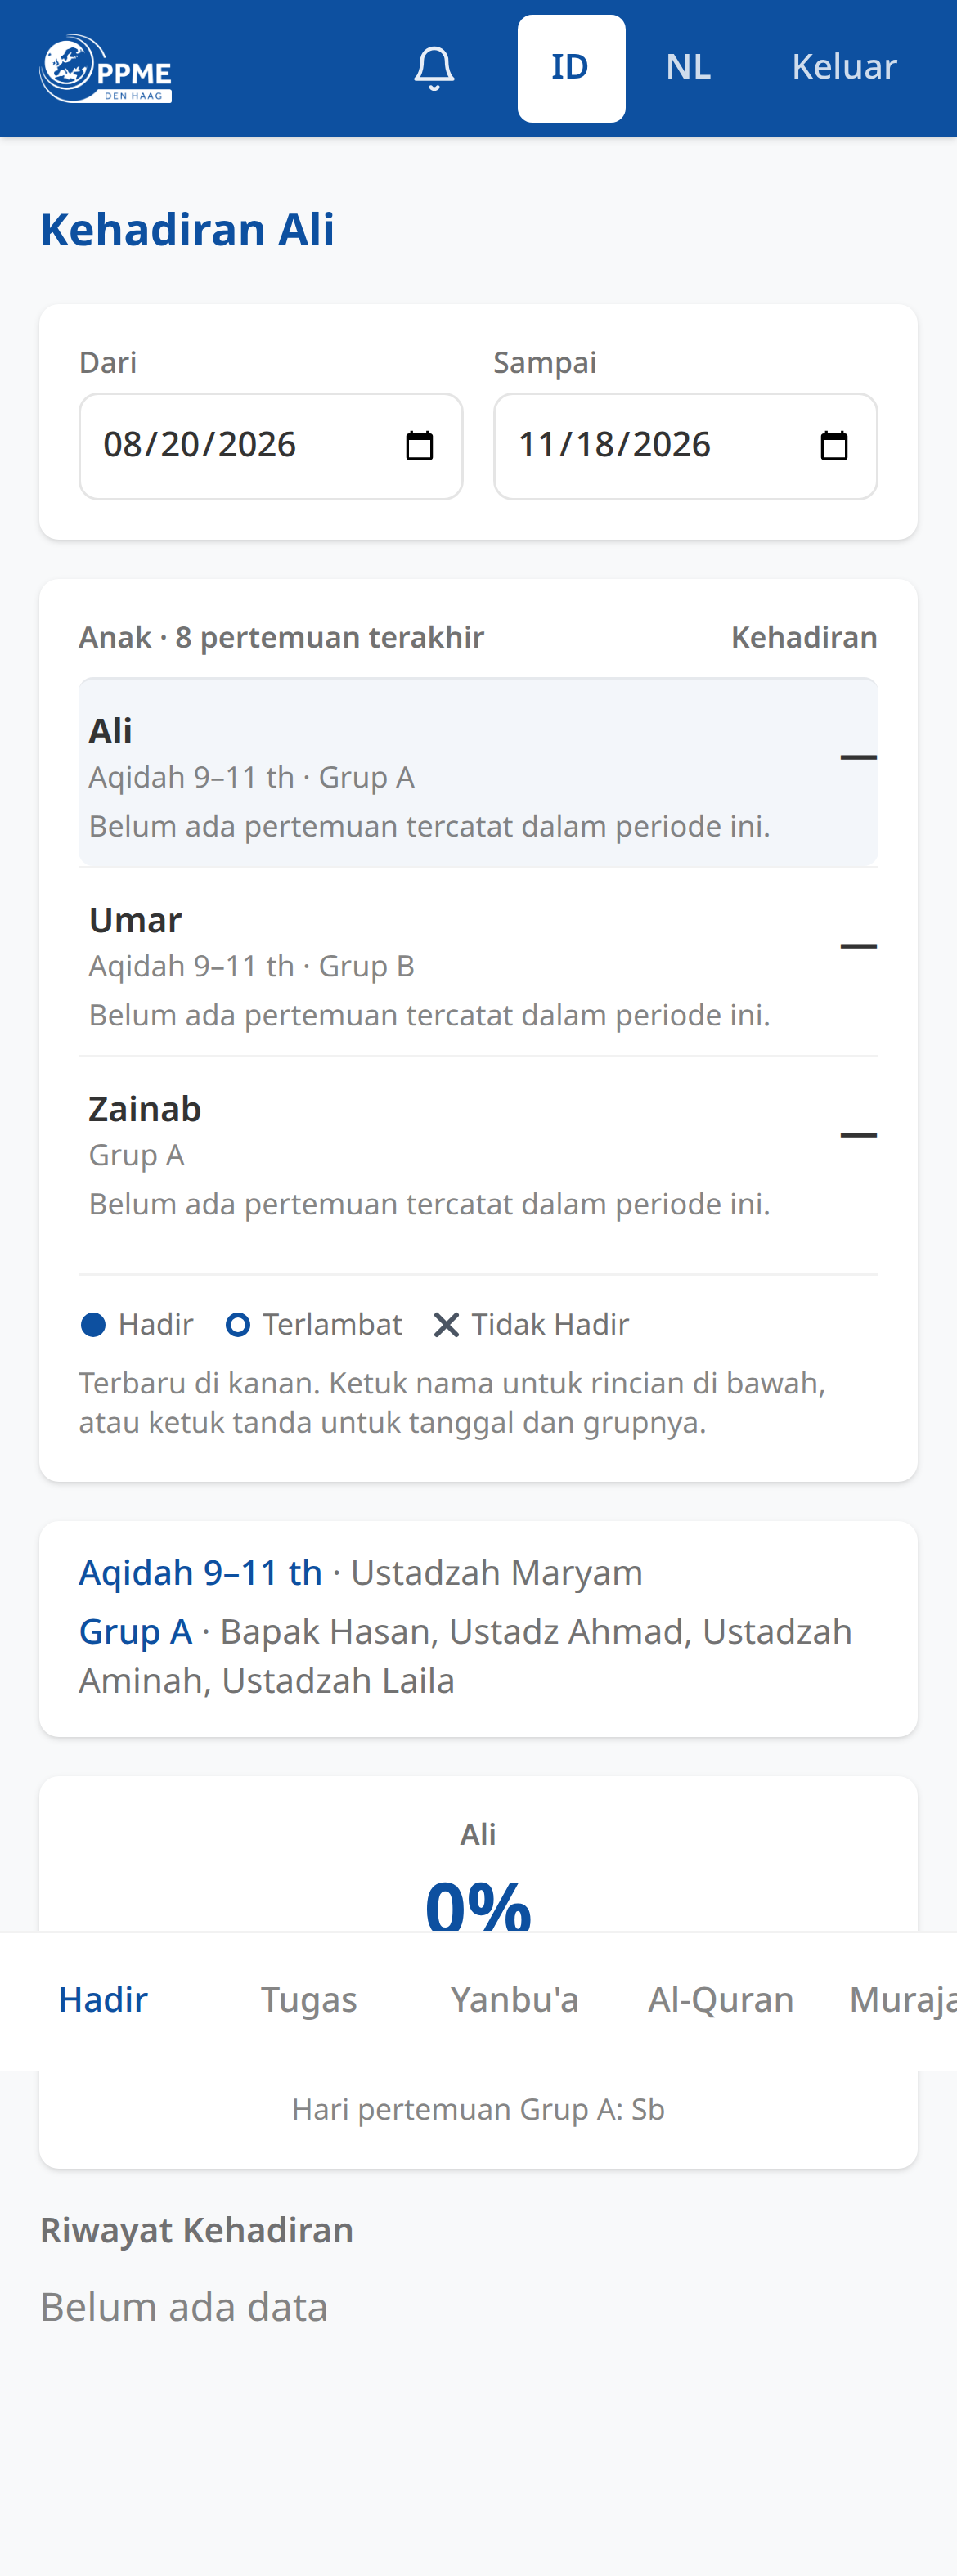 PPME
DEN HAAG
ID
NL
Keluar
Kehadiran Ali
Dari
Sampai
08/20/2026
11/18/2026
Anak · 8 pertemuan terakhir
Kehadiran
Ali
—
Aqidah 9–11 th · Grup A
Belum ada pertemuan tercatat dalam periode ini.
Umar
—
Aqidah 9–11 th · Grup B
Belum ada pertemuan tercatat dalam periode ini.
Zainab
—
Grup A
Belum ada pertemuan tercatat dalam periode ini.
Hadir
Terlambat
Tidak Hadir
Terbaru di kanan. Ketuk nama untuk rincian di bawah,
atau ketuk tanda untuk tanggal dan grupnya.
Aqidah 9–11 th · Ustadzah Maryam
Grup A · Bapak Hasan, Ustadz Ahmad, Ustadzah
Aminah, Ustadzah Laila
Ali
0%
Hadir
Tugas
Yanbu'a
Al-Quran
Hari pertemuan Grup A: Sb
Riwayat Kehadiran
Belum ada data